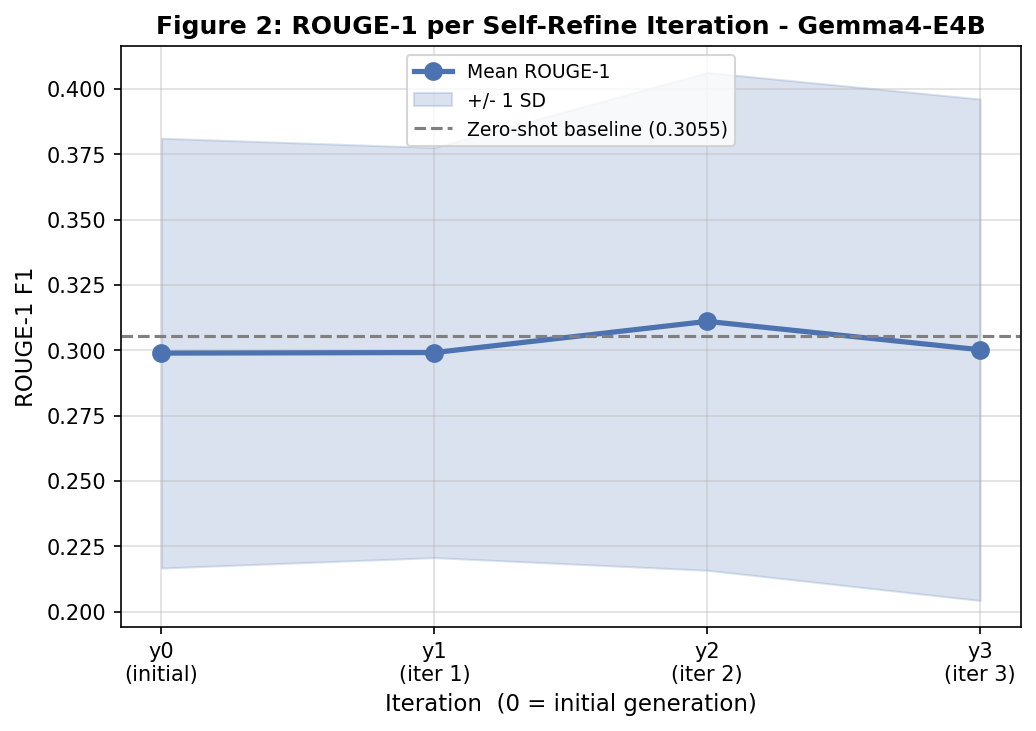 Figure 2: ROUGE-1 per Self-Refine Iteration - Gemma4-E4B
Mean ROUGE-1
+/- 1 SD
Zero-shot baseline (0.3055)
ROUGE-1 F1
0.400
0.375
0.350
0.325
0.300
0.275
0.250
0.225
0.200
y0 y1 y2 y3
(initial) (iter 1) (iter 2) (iter 3)
Iteration  (0 = initial generation)